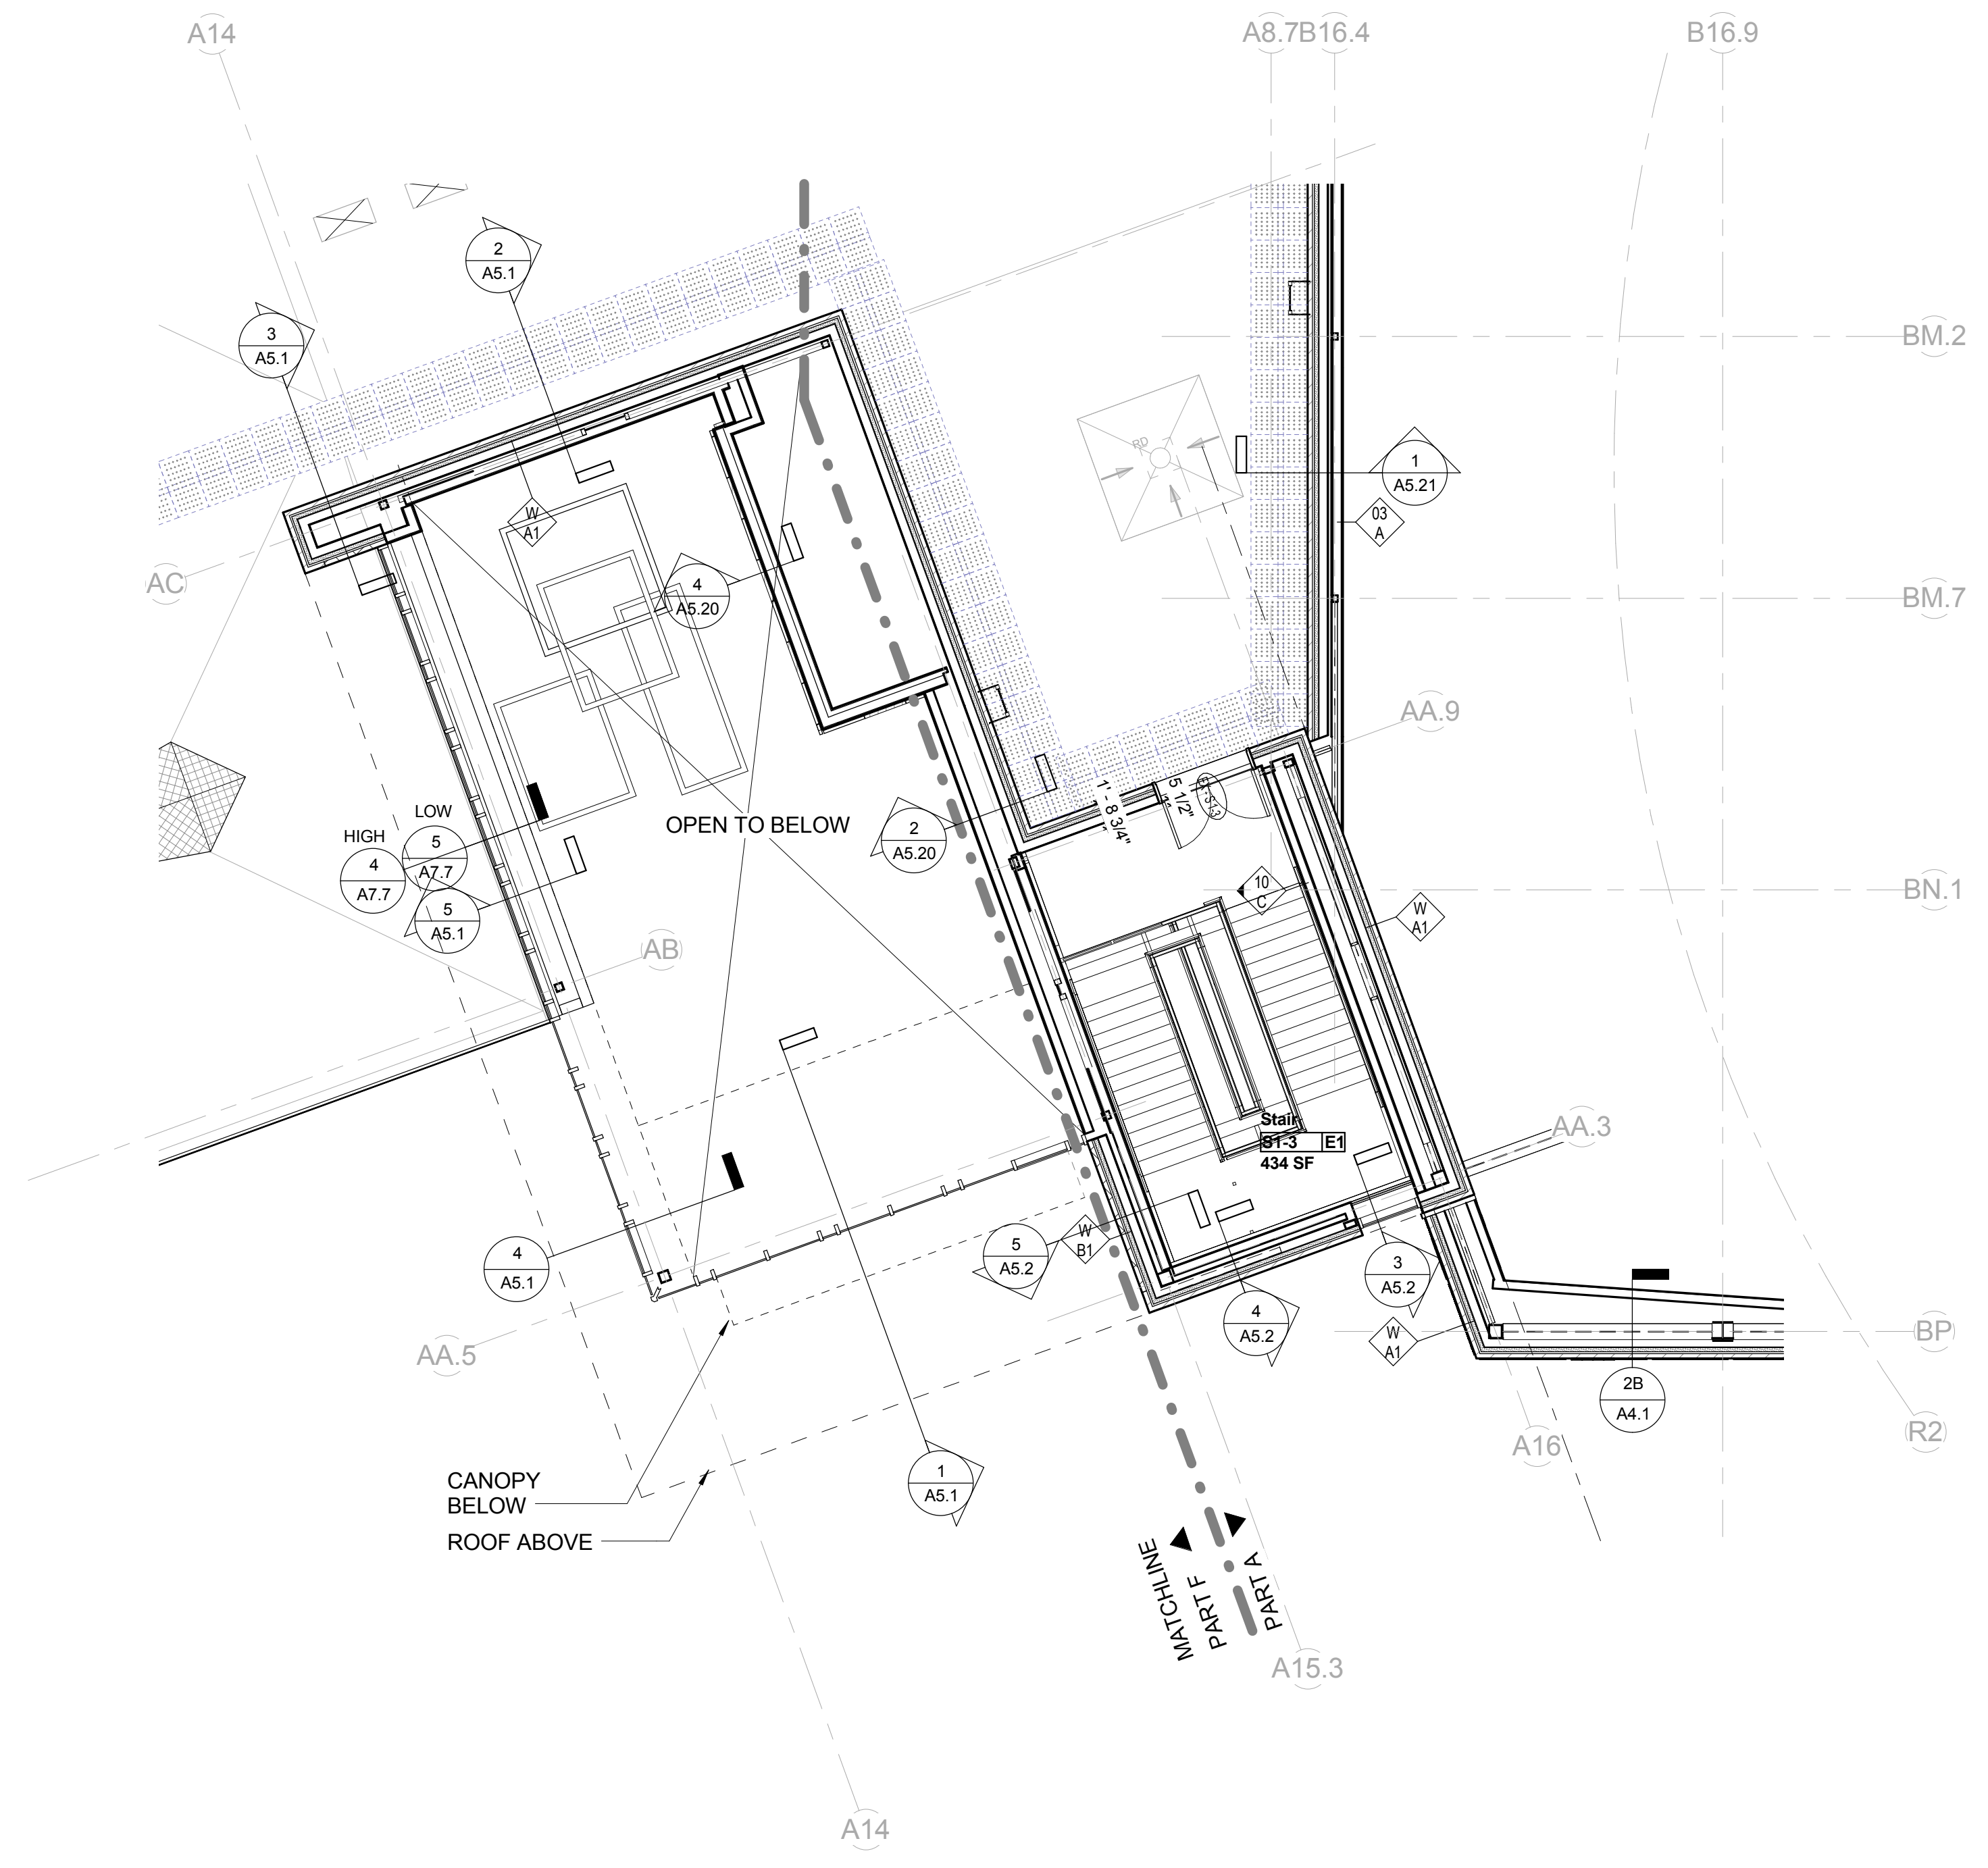 A14
A8.7
B16.4
B16.9
2
A5.1
3
A5.1
BM.2
RD
1
A5.21
03
A
W
A1
AC
4
A5.20
BM.7
AA.9
LOW
HIGH
5
A7.7
4
A7.7
5
A5.1
OPEN TO BELOW
2
A5.20
1' - 8 3/4"
5 1/2"
10
C
BN.1
W
A1
AB
Stair
S1-3 E1
434 SF
AA.3
4
A5.1
5
A5.2
W
B1
3
A5.2
4
A5.2
W
A1
BP
AA.5
2B
A4.1
A16
R2
CANOPY
BELOW
ROOF ABOVE
1
A5.1
MATCHLINE
PART F
PART A
A15.3
A14